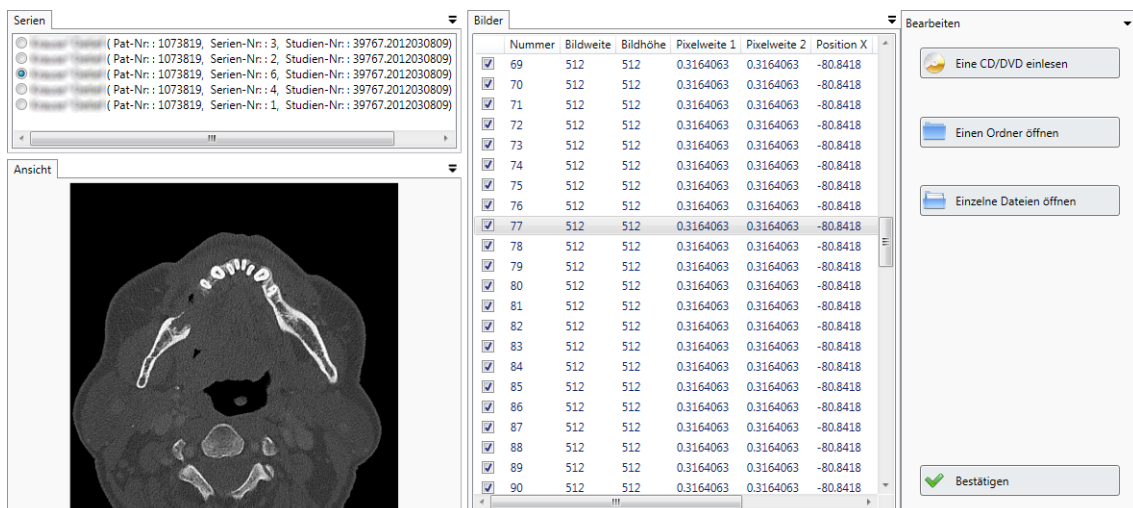 Serien
( Pat-Nr: : 1073819, Serien-Nr: : 3, Studien-Nr: : 39767.2012030809)
( Pat-Nr: : 1073819, Serien-Nr: : 2, Studien-Nr: : 39767.2012030809)
( Pat-Nr: : 1073819, Serien-Nr: : 6, Studien-Nr: : 39767.2012030809)
( Pat-Nr: : 1073819, Serien-Nr: : 4, Studien-Nr: : 39767.2012030809)
( Pat-Nr: : 1073819, Serien-Nr: : 1, Studien-Nr: : 39767.2012030809)
Ansicht
Bilder
Nummer Bildweite Bildhöhe Pixelweite 1 Pixelweite 2 Position X
69 512 512 0.3164063 0.3164063 -80.8418
70 512 512 0.3164063 0.3164063 -80.8418
71 512 512 0.3164063 0.3164063 -80.8418
72 512 512 0.3164063 0.3164063 -80.8418
73 512 512 0.3164063 0.3164063 -80.8418
74 512 512 0.3164063 0.3164063 -80.8418
75 512 512 0.3164063 0.3164063 -80.8418
76 512 512 0.3164063 0.3164063 -80.8418
77 512 512 0.3164063 0.3164063 -80.8418
78 512 512 0.3164063 0.3164063 -80.8418
79 512 512 0.3164063 0.3164063 -80.8418
80 512 512 0.3164063 0.3164063 -80.8418
81 512 512 0.3164063 0.3164063 -80.8418
82 512 512 0.3164063 0.3164063 -80.8418
83 512 512 0.3164063 0.3164063 -80.8418
84 512 512 0.3164063 0.3164063 -80.8418
85 512 512 0.3164063 0.3164063 -80.8418
86 512 512 0.3164063 0.3164063 -80.8418
87 512 512 0.3164063 0.3164063 -80.8418
88 512 512 0.3164063 0.3164063 -80.8418
89 512 512 0.3164063 0.3164063 -80.8418
90 512 512 0.3164063 0.3164063 -80.8418
Bearbeiten
Eine CD/DVD einlesen
Einen Ordner öffnen
Einzelne Dateien öffnen
Bestätigen